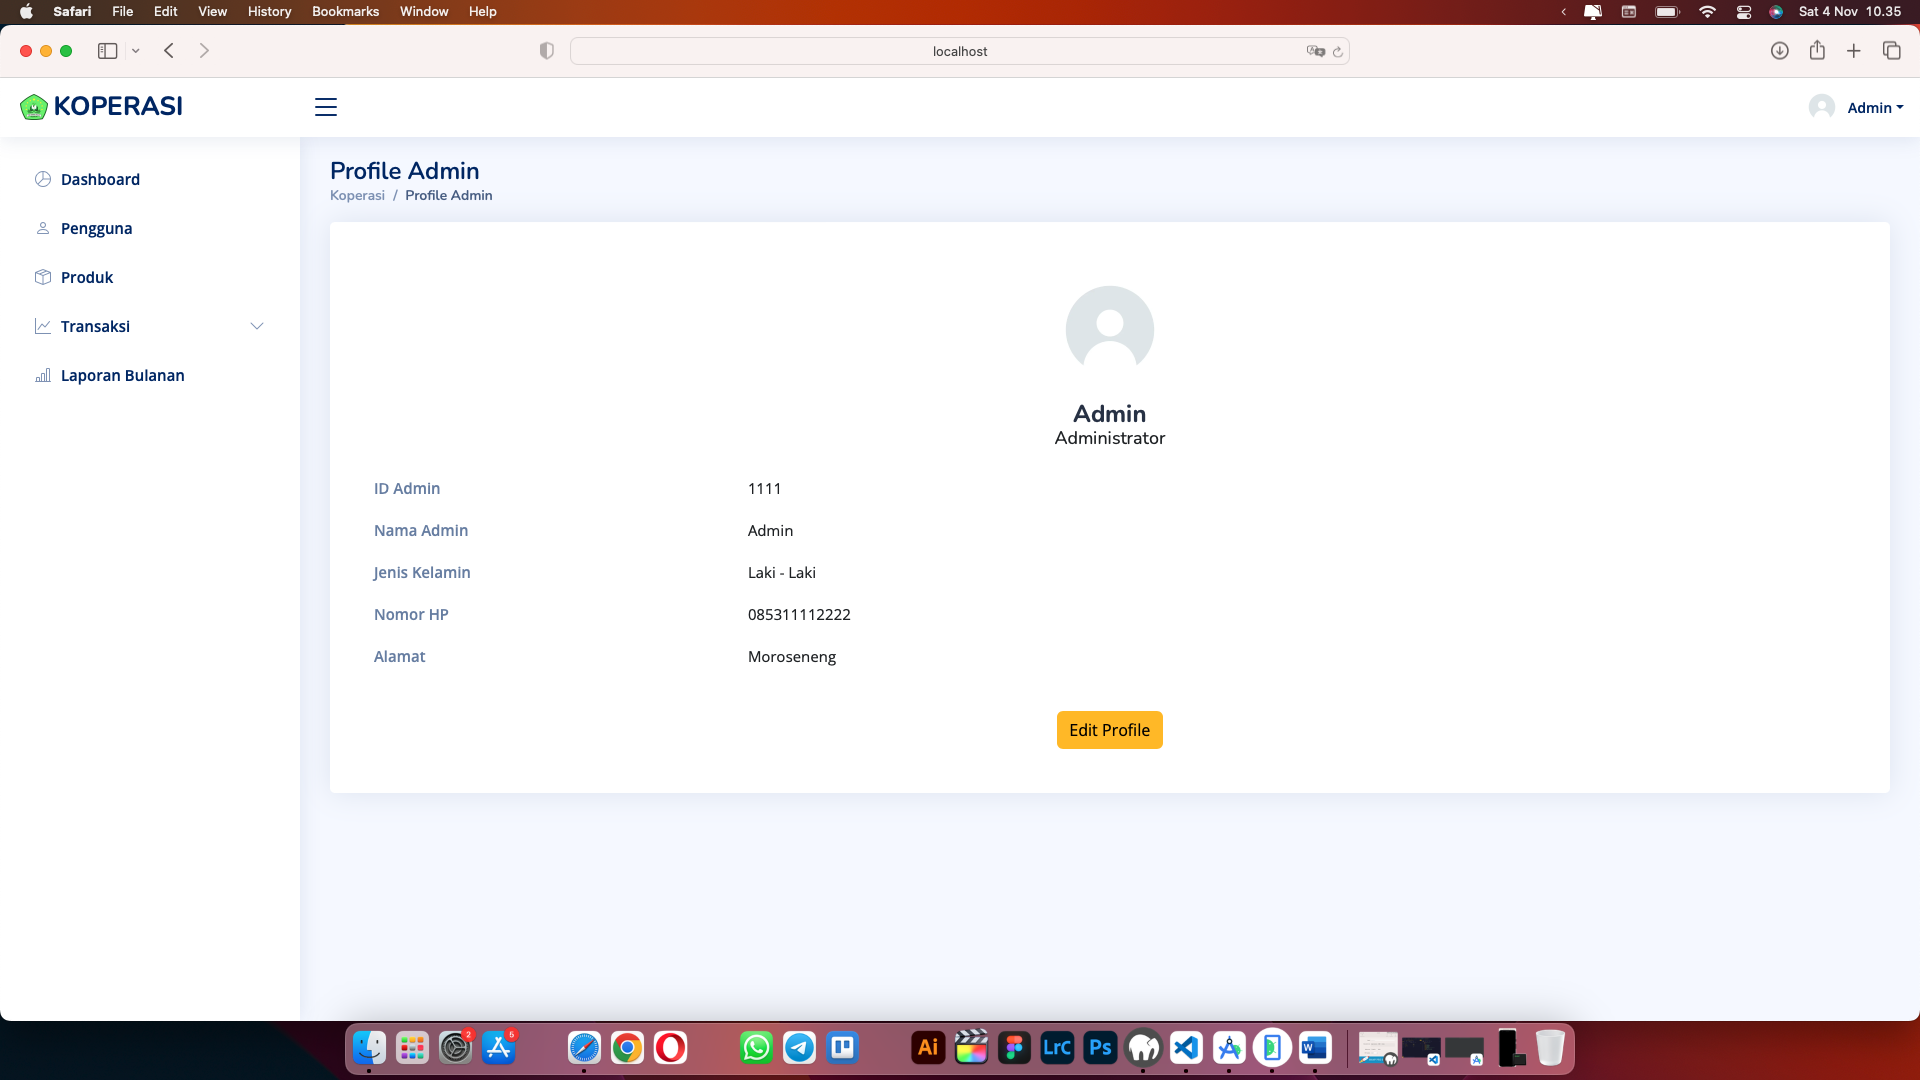 Safari File Edit View History Bookmarks Window Help Sat 4 Nov 10.35
localhost
KOPERASI
Admin
Dashboard
Pengguna
Produk
Transaksi
Laporan Bulanan
Profile Admin
Koperasi / Profile Admin
Admin
Administrator
ID Admin 1111
Nama Admin Admin
Jenis Kelamin Laki - Laki
Nomor HP 085311112222
Alamat Moroseneng
Edit Profile
2 5 Ai LrC Ps W